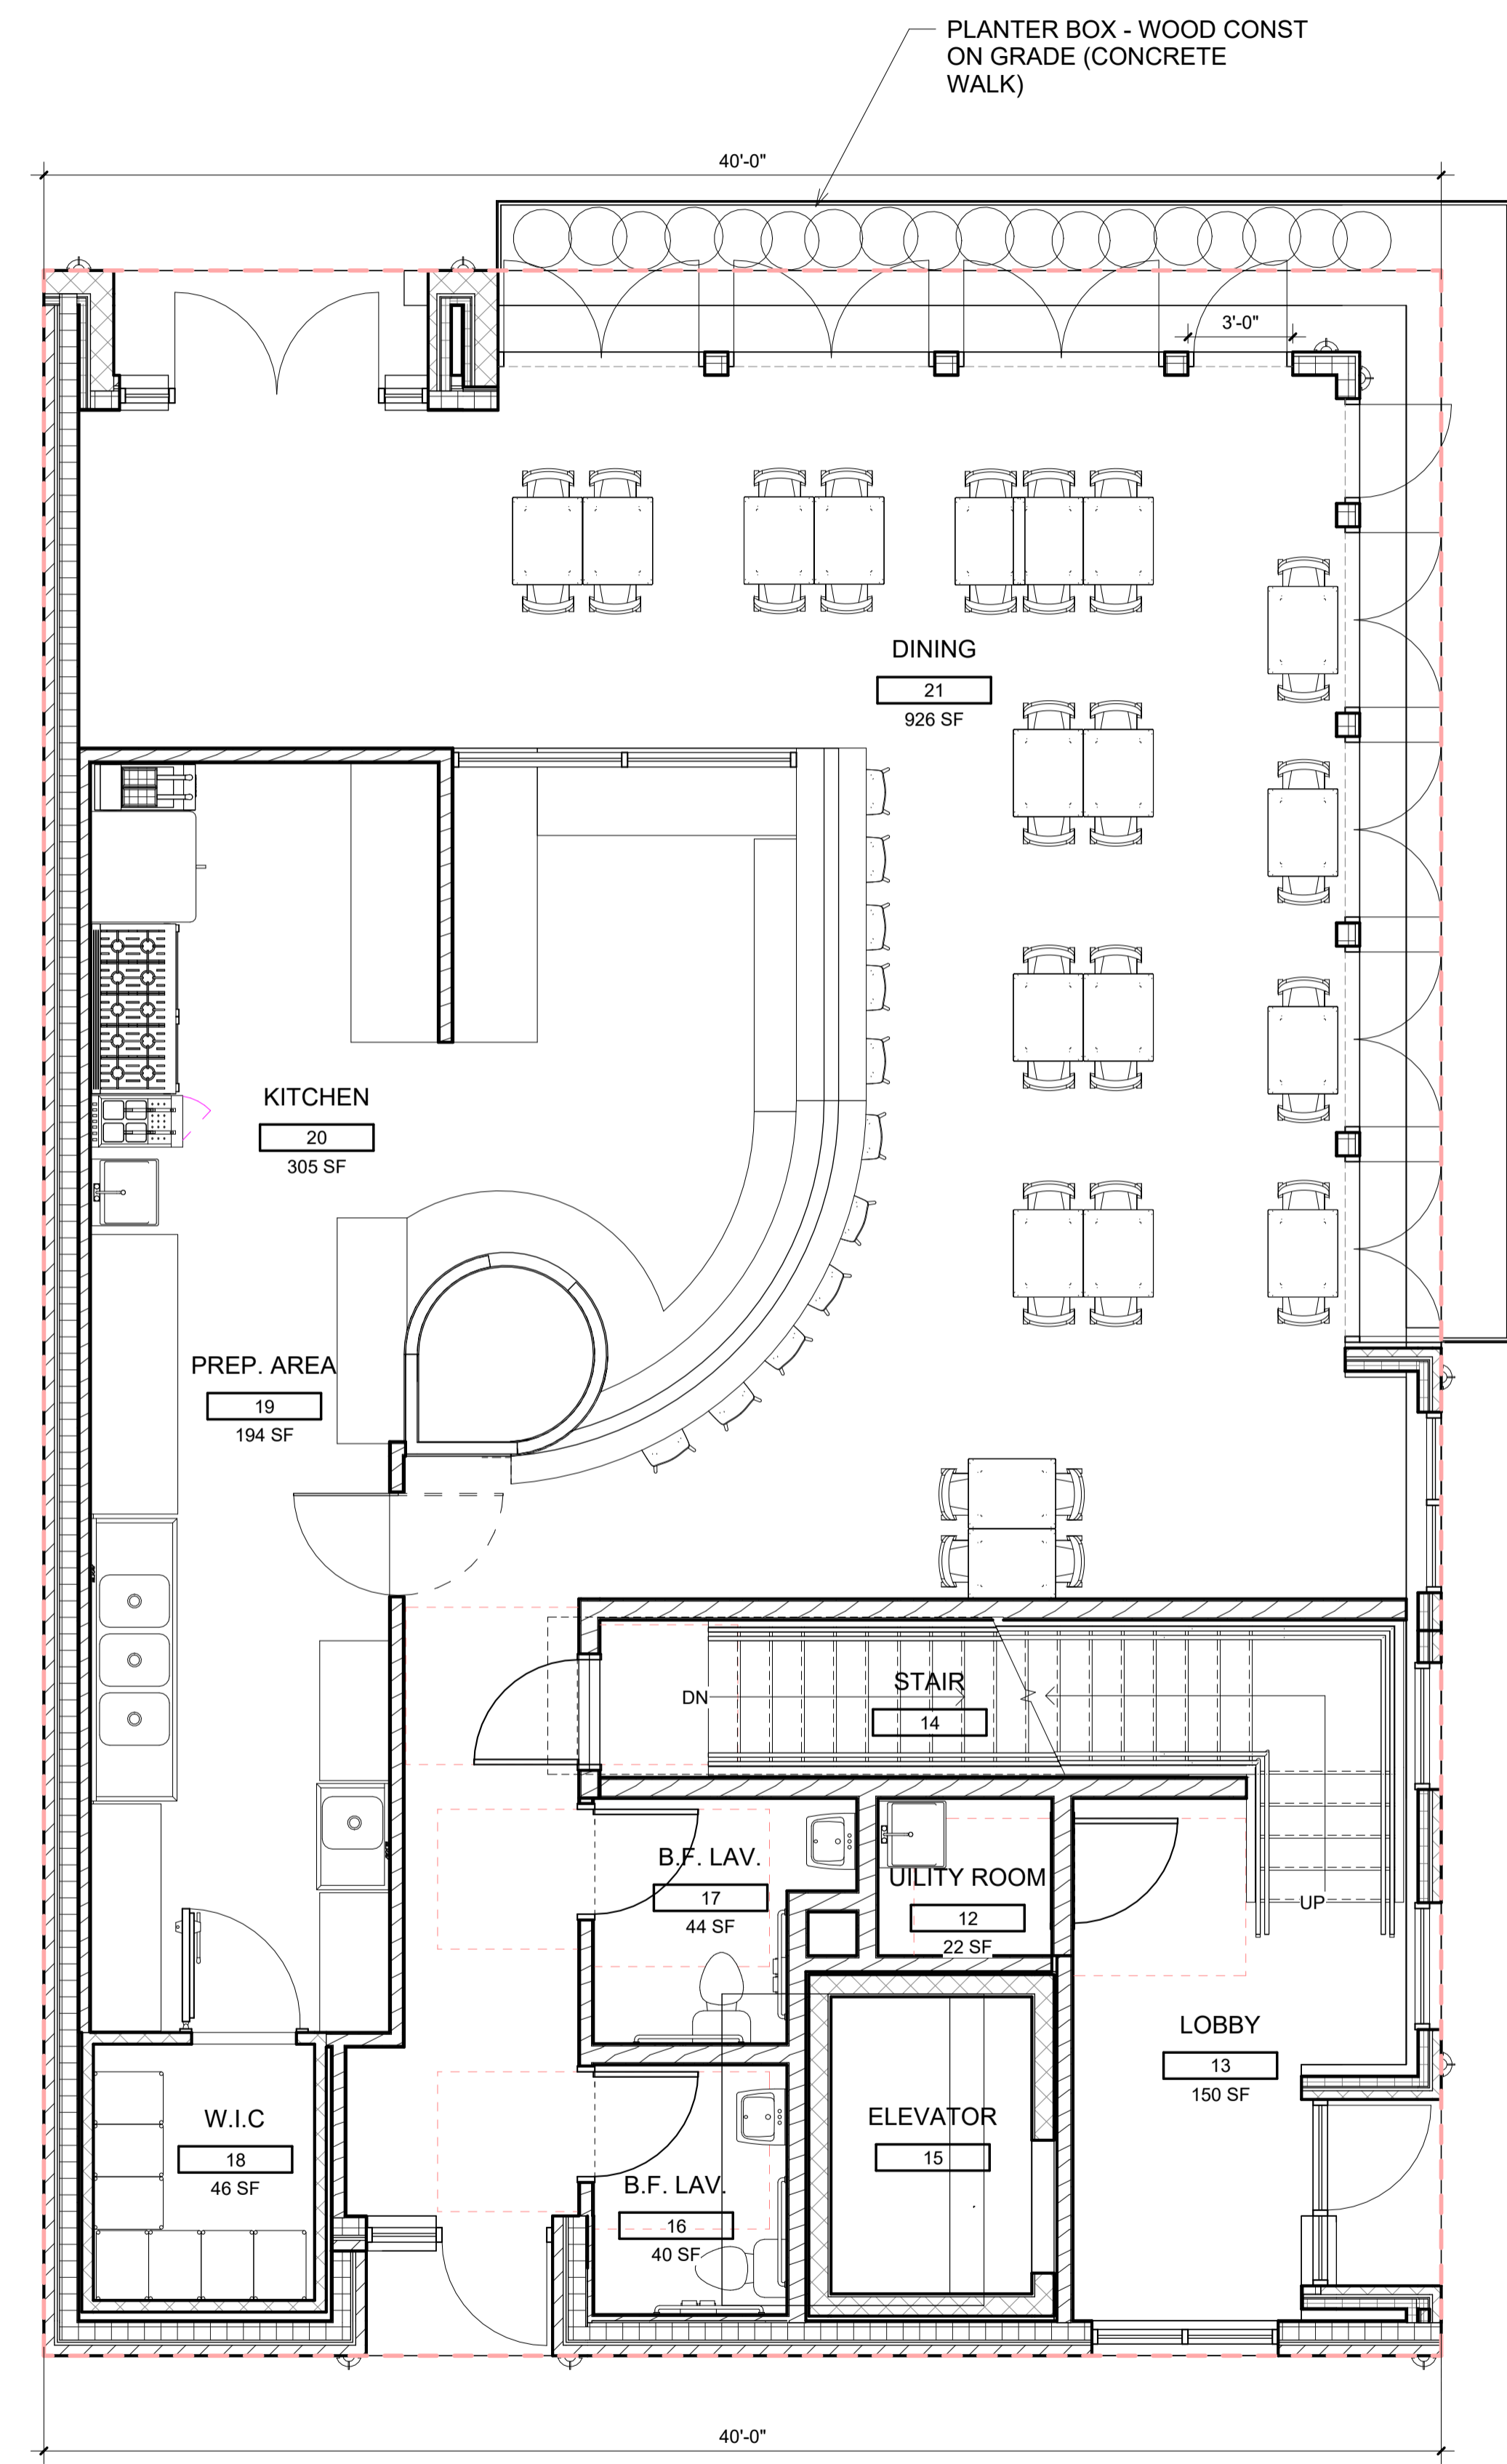 PLANTER BOX - WOOD CONST
ON GRADE (CONCRETE
WALK)
40'-0"
3'-0"
DINING
21
926 SF
KITCHEN
20
305 SF
PREP. AREA
19
194 SF
STAIR
DN
14
B.F. LAV.
17
44 SF
UILITY ROOM
12
22 SF
UP
LOBBY
13
150 SF
W.I.C
18
46 SF
ELEVATOR
15
B.F. LAV.
16
40 SF
40'-0"